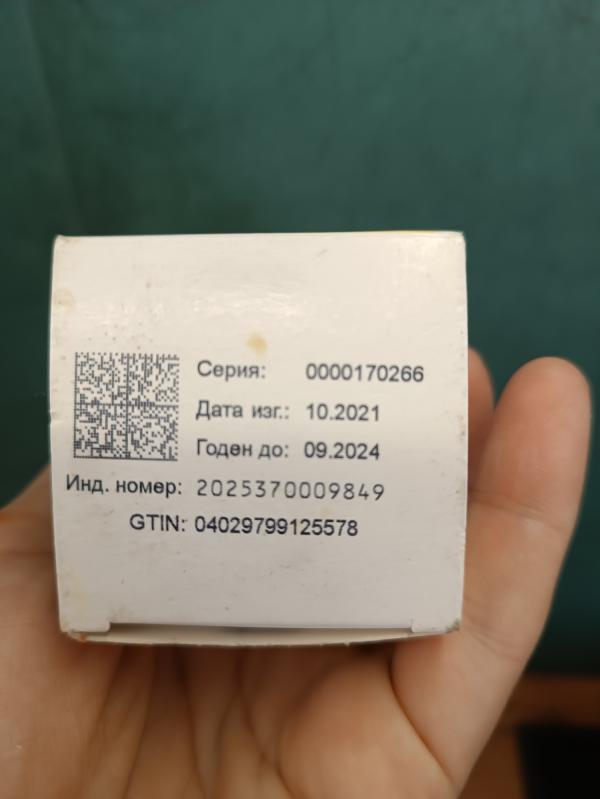 Серия: 0000170266
Дата изг.: 10.2021
Годен до: 09.2024
Инд. номер: 2025370009849
GTIN: 04029799125578